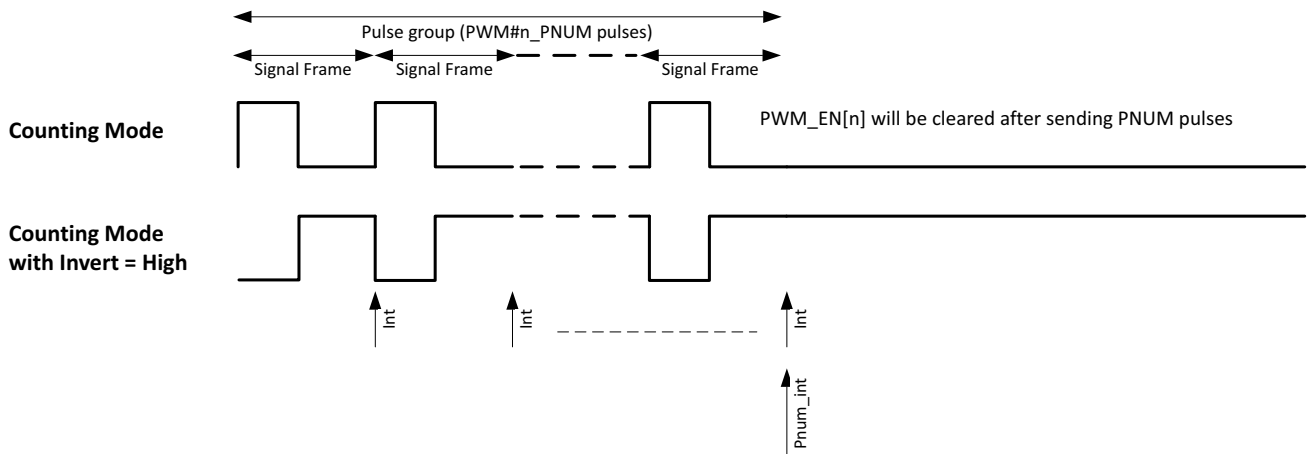 Pulse group (PWM#n_PNUM pulses)
Signal Frame
Signal Frame
Signal Frame
Counting Mode
PWM_EN[n] will be cleared after sending PNUM pulses
Counting Mode
with Invert = High
Int
Int
Int
Pnum_int